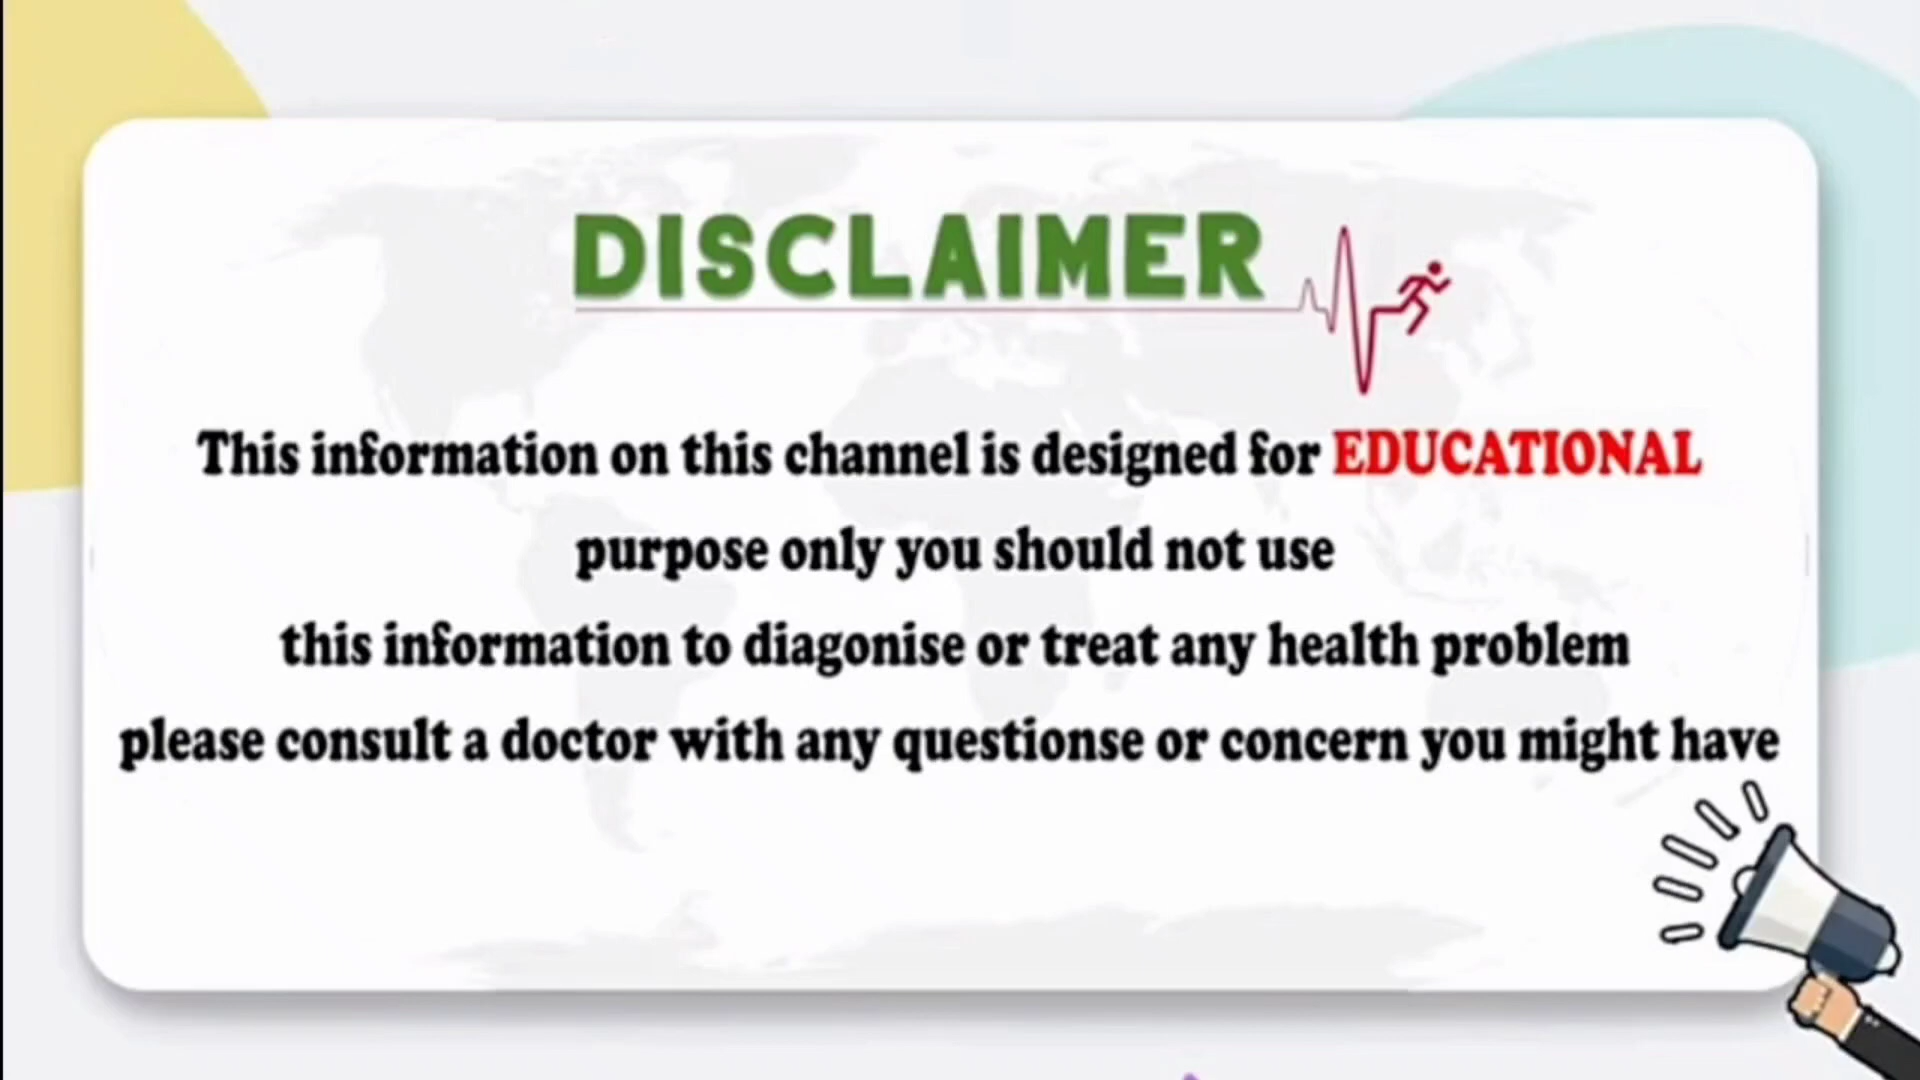 DISCLAIMER
This information on this channel is designed for EDUCATIONAL
purpose only you should not use
this information to diagonise or treat any health problem
please consult a doctor with any questionse or concern you might have